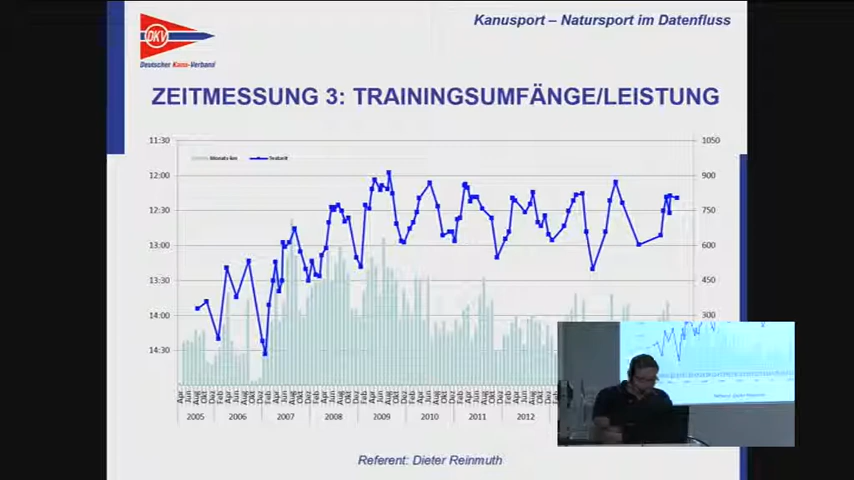 Kanusport – Natursport im Datenfluss
DKV
Deutscher Kanu-Verband
ZEITMESSUNG 3: TRAININGSUMFÄNGE/LEISTUNG
11:30 1050
Monats-km Testzeit
12:00 900
12:30 750
13:00 600
13:30 450
14:00 300
14:30
2005 2006 2007 2008 2009 2010 2011 2012
Referent: Dieter Reinmuth